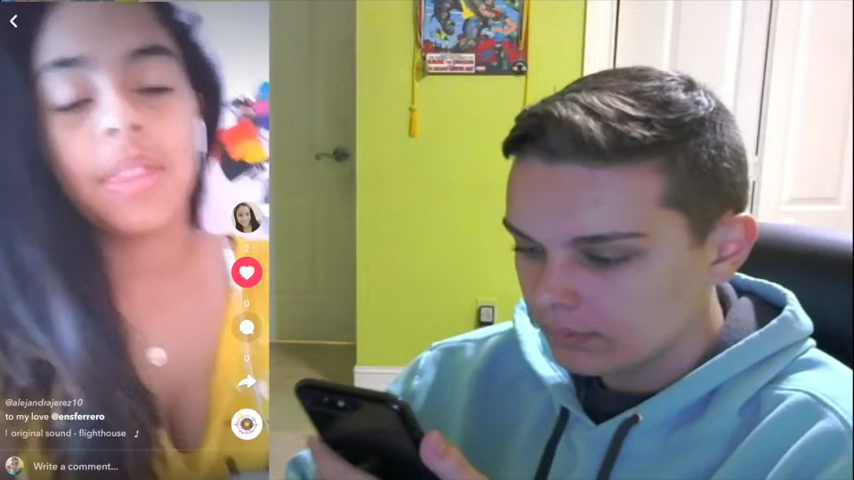 2
0
0
@alejandrajerez10
to my love @ensferrero
original sound - flighthouse
Write a comment...